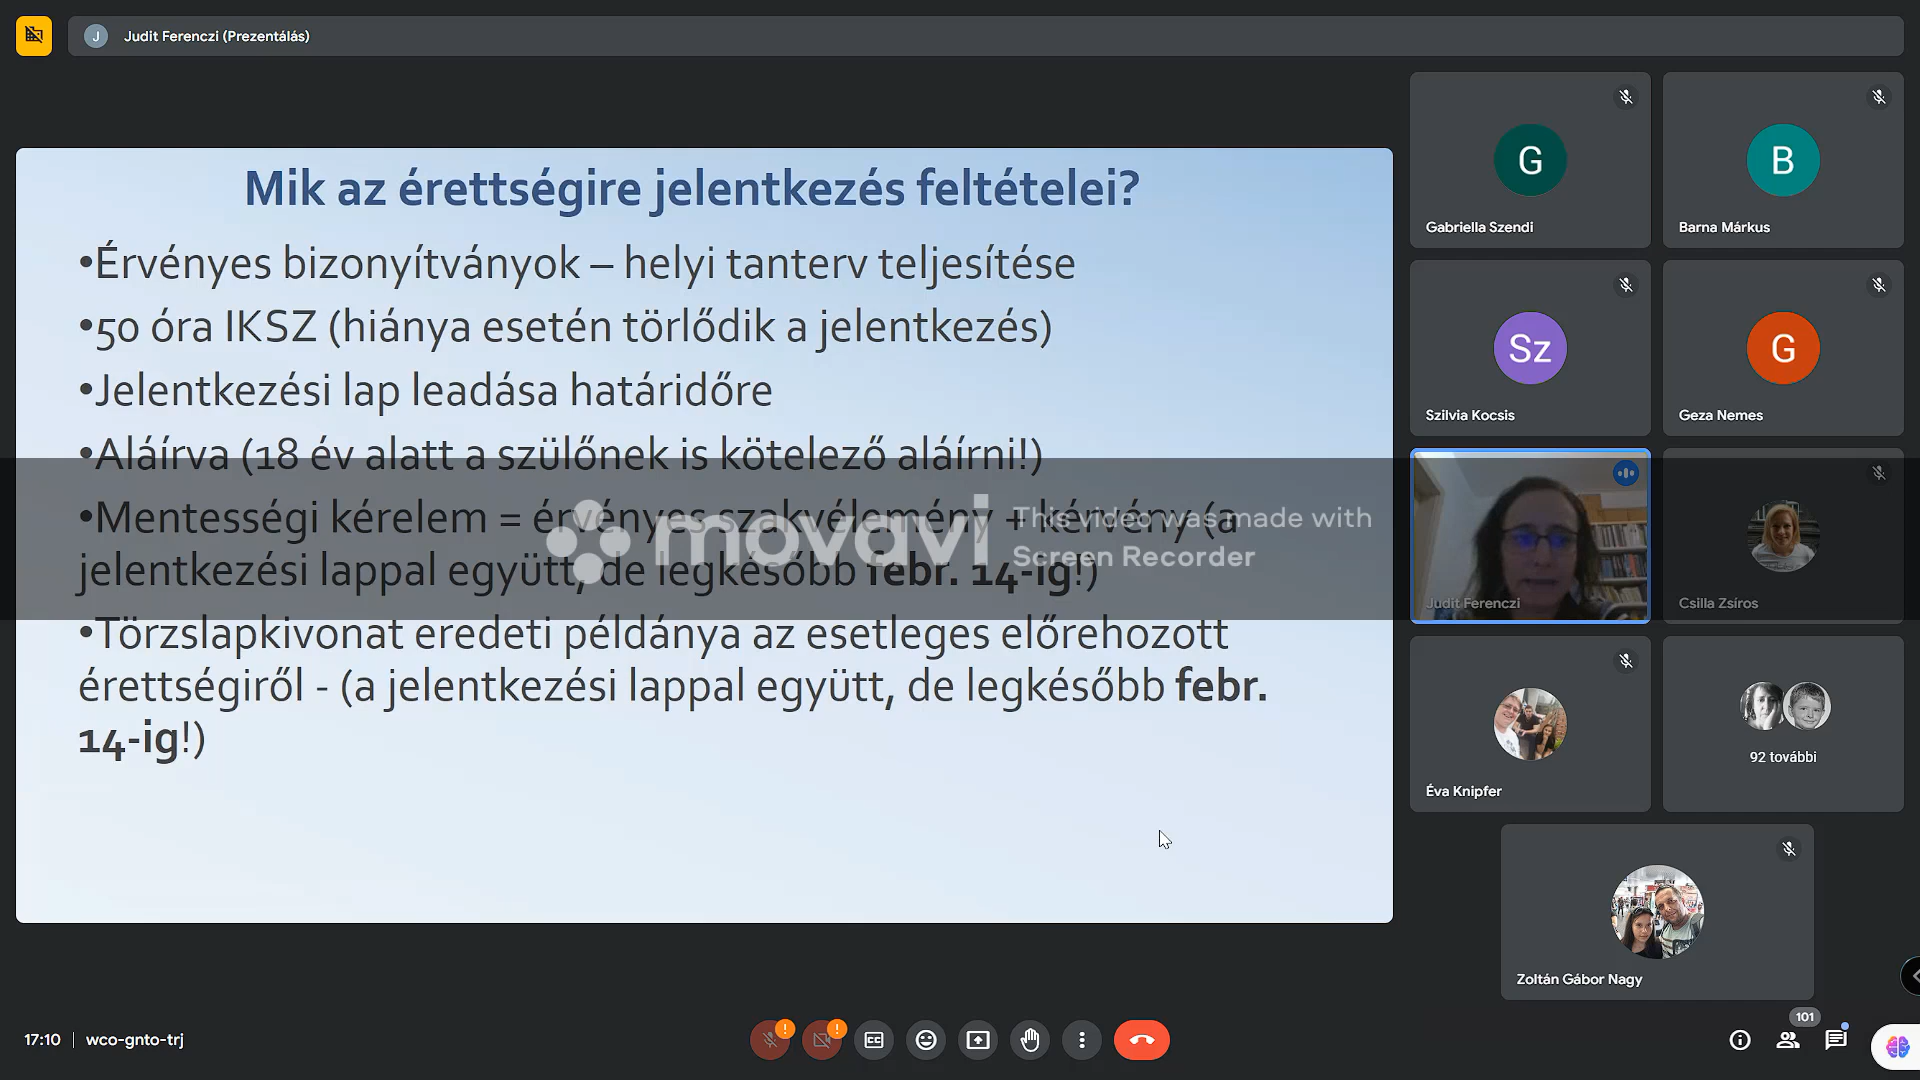 J
Judit Ferenczi (Prezentálás)
Mik az érettségire jelentkezés feltételei?
•Érvényes bizonyítványok – helyi tanterv teljesítése
•50 óra IKSZ (hiánya esetén törlődik a jelentkezés)
•Jelentkezési lap leadása határidőre
•Aláírva (18 év alatt a szülőnek is kötelező aláírni!)
•Mentességi kérelem = érvényes szakvélemény + kérvény (a
jelentkezési lappal együtt, de legkésőbb febr. 14-ig!)
•Törzslapkivonat eredeti példánya az esetleges előrehozott
érettségiről - (a jelentkezési lappal együtt, de legkésőbb febr.
14-ig!)
movavi
This video was made with
Screen Recorder
G
Gabriella Szendi
B
Barna Márkus
Sz
Szilvia Kocsis
G
Geza Nemes
Judit Ferenczi
Csilla Zsíros
Éva Knipfer
92 további
Zoltán Gábor Nagy
17:10
wco-gnto-trj
!
!
CC
101